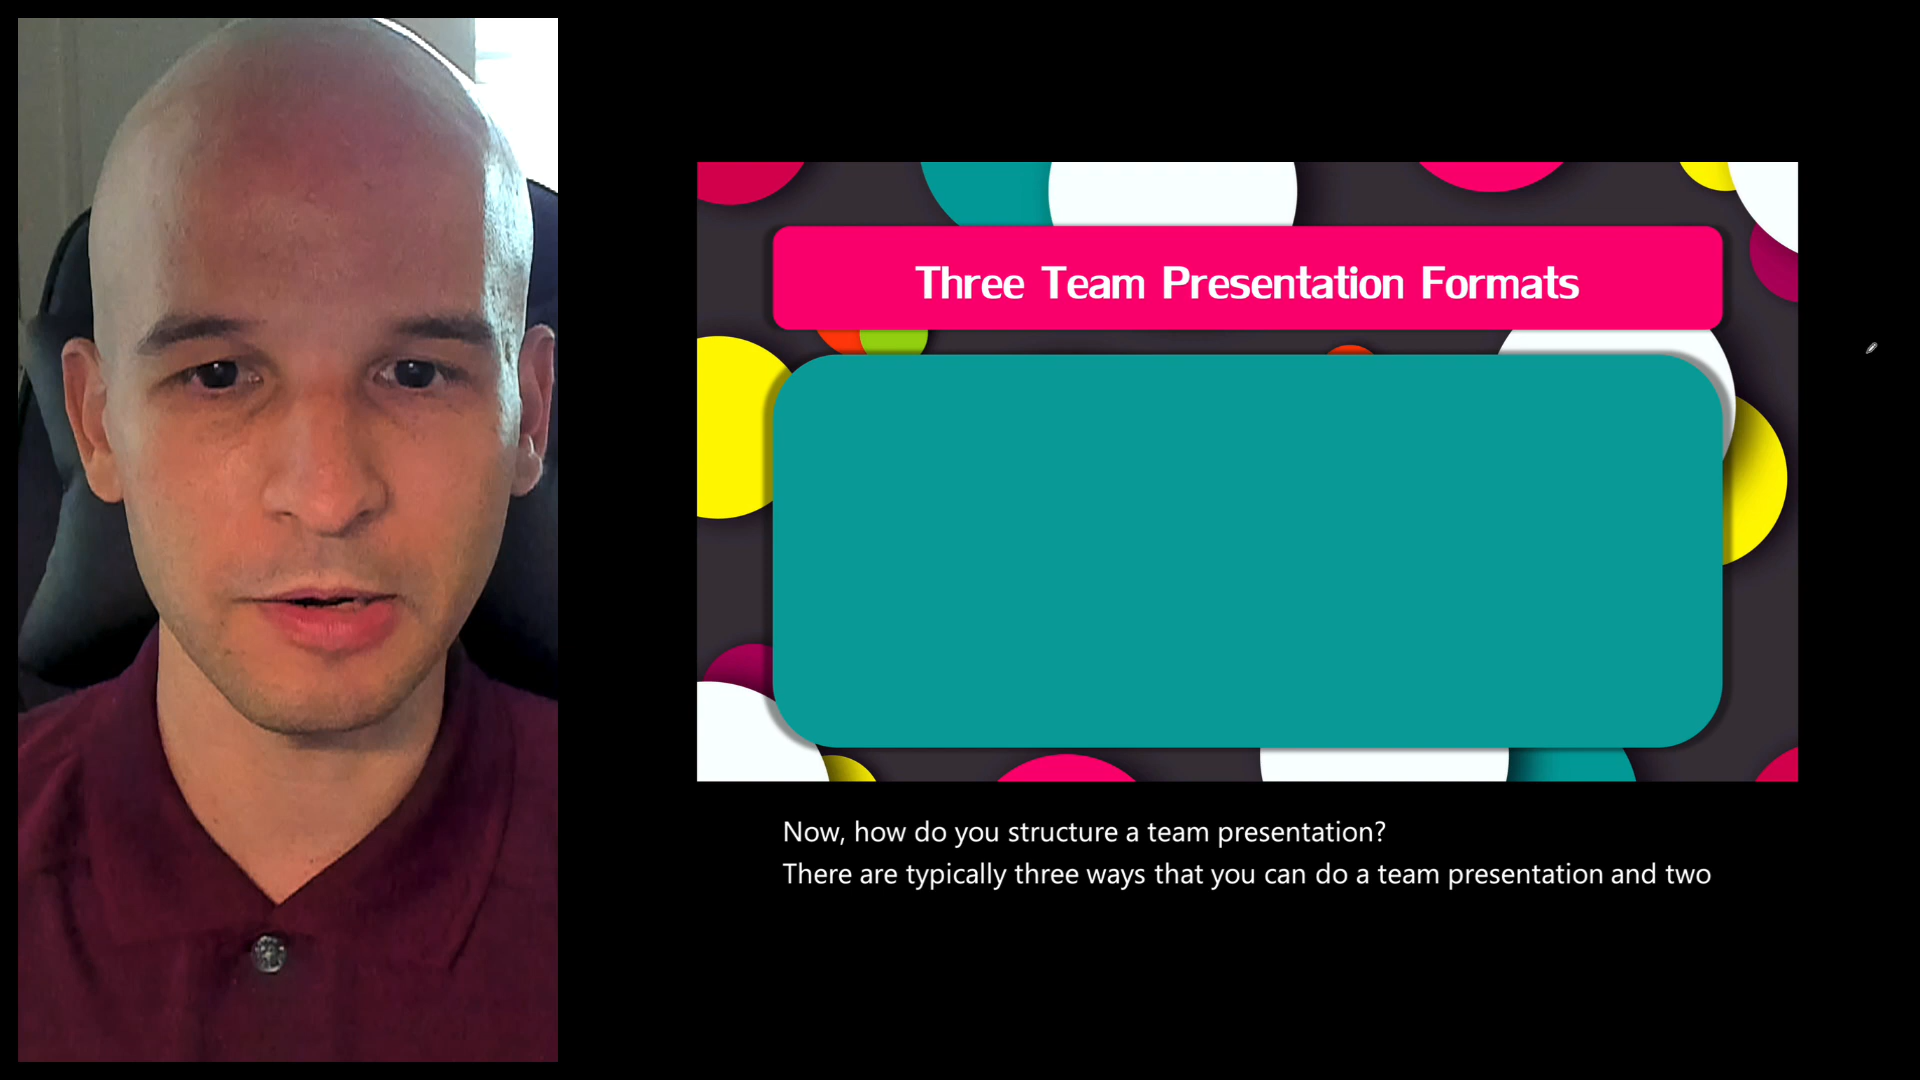 Three Team Presentation Formats
Now, how do you structure a team presentation?
There are typically three ways that you can do a team presentation and two